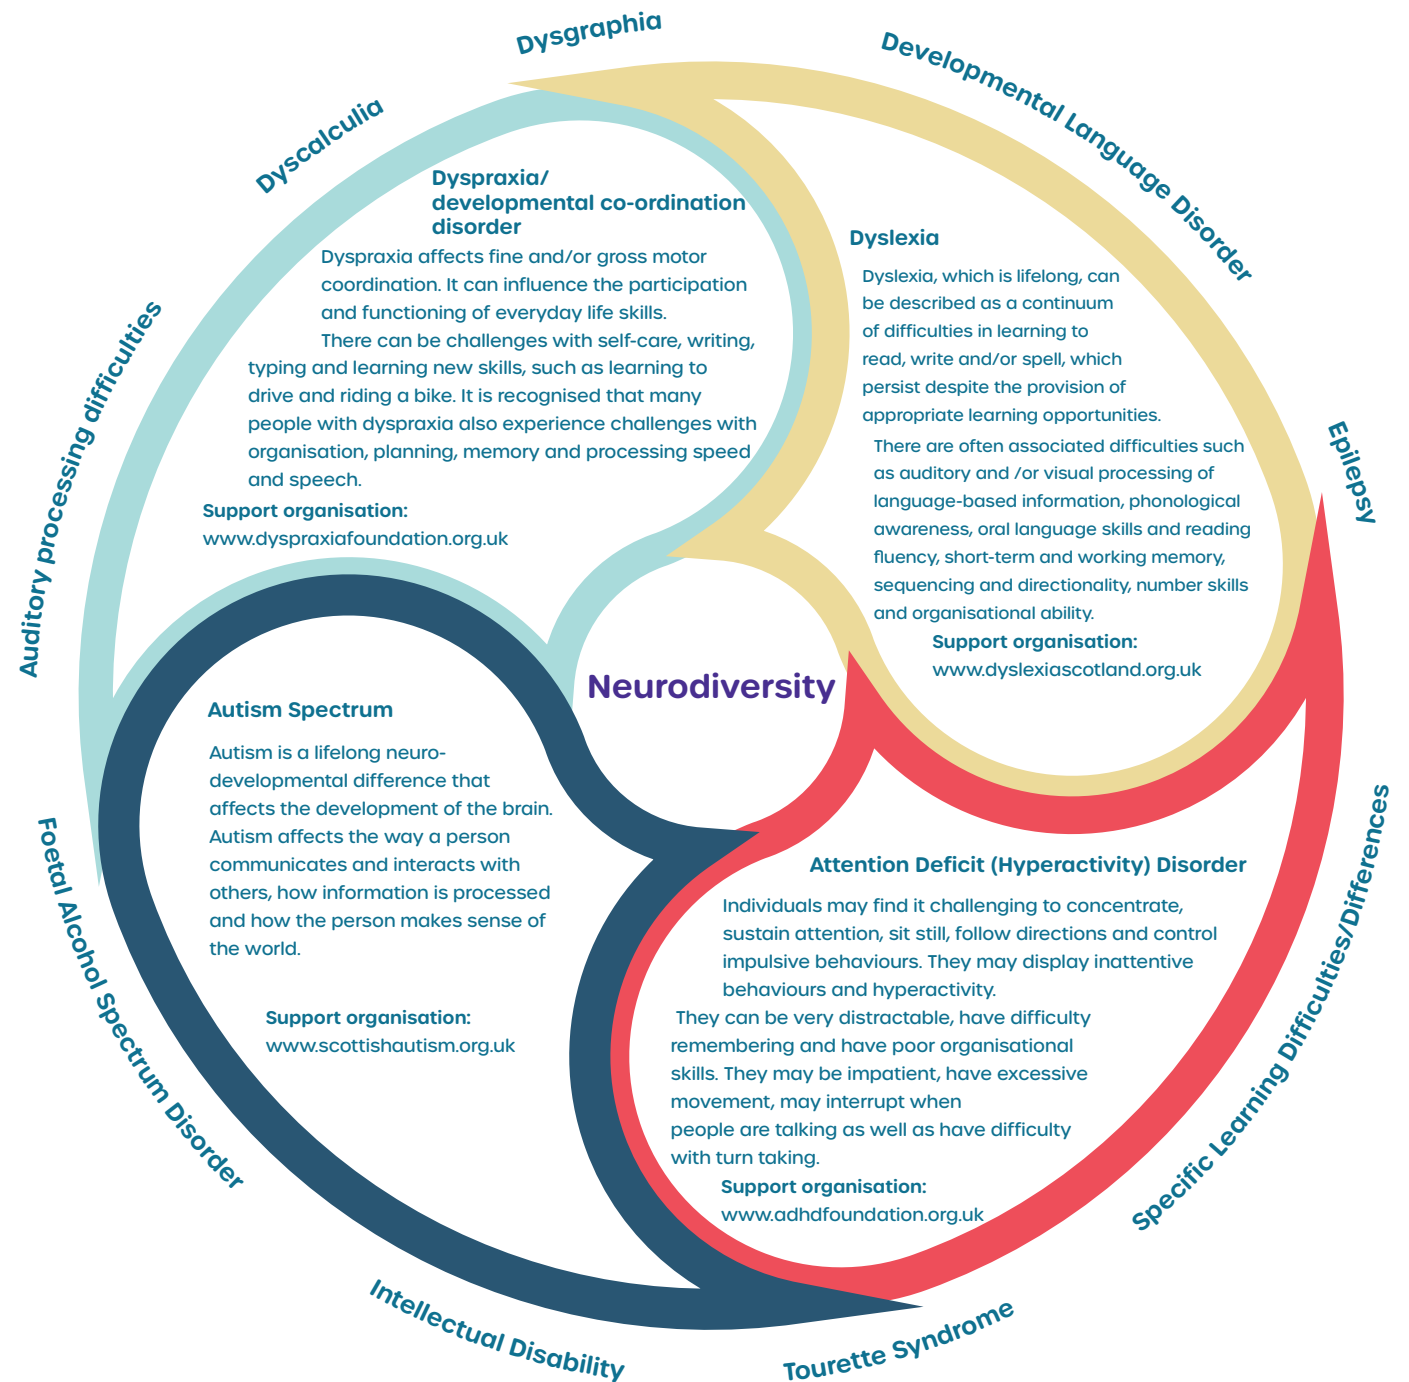 Dysgraphia
Developmental Language Disorder
Dyscalculia
Auditory processing difficulties
Epilepsy
Dyspraxia/
developmental co-ordination
disorder
Dyspraxia affects fine and/or gross motor
coordination. It can influence the participation
and functioning of everyday life skills.
There can be challenges with self-care, writing,
typing and learning new skills, such as learning to
drive and riding a bike. It is recognised that many
people with dyspraxia also experience challenges with
organisation, planning, memory and processing speed
and speech.
Support organisation:
www.dyspraxiafoundation.org.uk
Dyslexia
Dyslexia, which is lifelong, can
be described as a continuum
of difficulties in learning to
read, write and/or spell, which
persist despite the provision of
appropriate learning opportunities.
There are often associated difficulties such
as auditory and /or visual processing of
language-based information, phonological
awareness, oral language skills and reading
fluency, short-term and working memory,
sequencing and directionality, number skills
and organisational ability.
Support organisation:
www.dyslexiascotland.org.uk
Neurodiversity
Autism Spectrum
Autism is a lifelong neuro-
developmental difference that
affects the development of the brain.
Autism affects the way a person
communicates and interacts with
others, how information is processed
and how the person makes sense of
the world.
Support organisation:
www.scottishautism.org.uk
Attention Deficit (Hyperactivity) Disorder
Individuals may find it challenging to concentrate,
sustain attention, sit still, follow directions and control
impulsive behaviours. They may display inattentive
behaviours and hyperactivity.
They can be very distractable, have difficulty
remembering and have poor organisational
skills. They may be impatient, have excessive
movement, may interrupt when
people are talking as well as have difficulty
with turn taking.
Support organisation:
www.adhdfoundation.org.uk
Foetal Alcohol Spectrum Disorder
Specific Learning Difficulties/Differences
Intellectual Disability
Tourette Syndrome